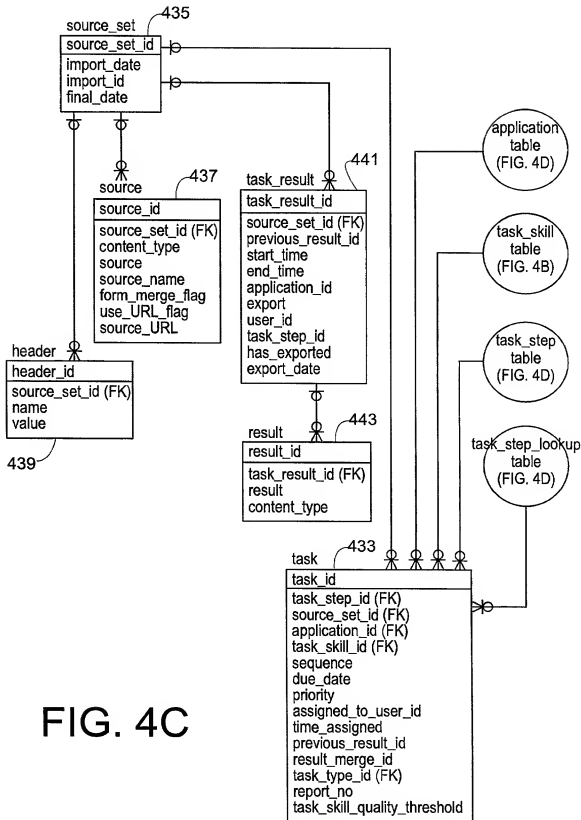 source_set
435
source_set_id
import_date
import_id
final_date
source
437
source_id
source_set_id (FK)
content_type
source
source_name
form_merge_flag
use_URL_flag
source_URL
task_result
441
task_result_id
source_set_id (FK)
previous_result_id
start_time
end_time
application_id
export
user_id
task_step_id
has_exported
export_date
header
header_id
source_set_id (FK)
name
value
439
result
443
result_id
task_result_id (FK)
result
content_type
application
table
(FIG. 4D)
task_skill
table
(FIG. 4B)
task_step
table
(FIG. 4D)
task_step_lookup
table
(FIG. 4D)
task
433
task_id
task_step_id (FK)
source_set_id (FK)
application_id (FK)
task_skill_id (FK)
sequence
due_date
priority
assigned_to_user_id
time_assigned
previous_result_id
result_merge_id
task_type_id (FK)
report_no
task_skill_quality_threshold
FIG. 4C